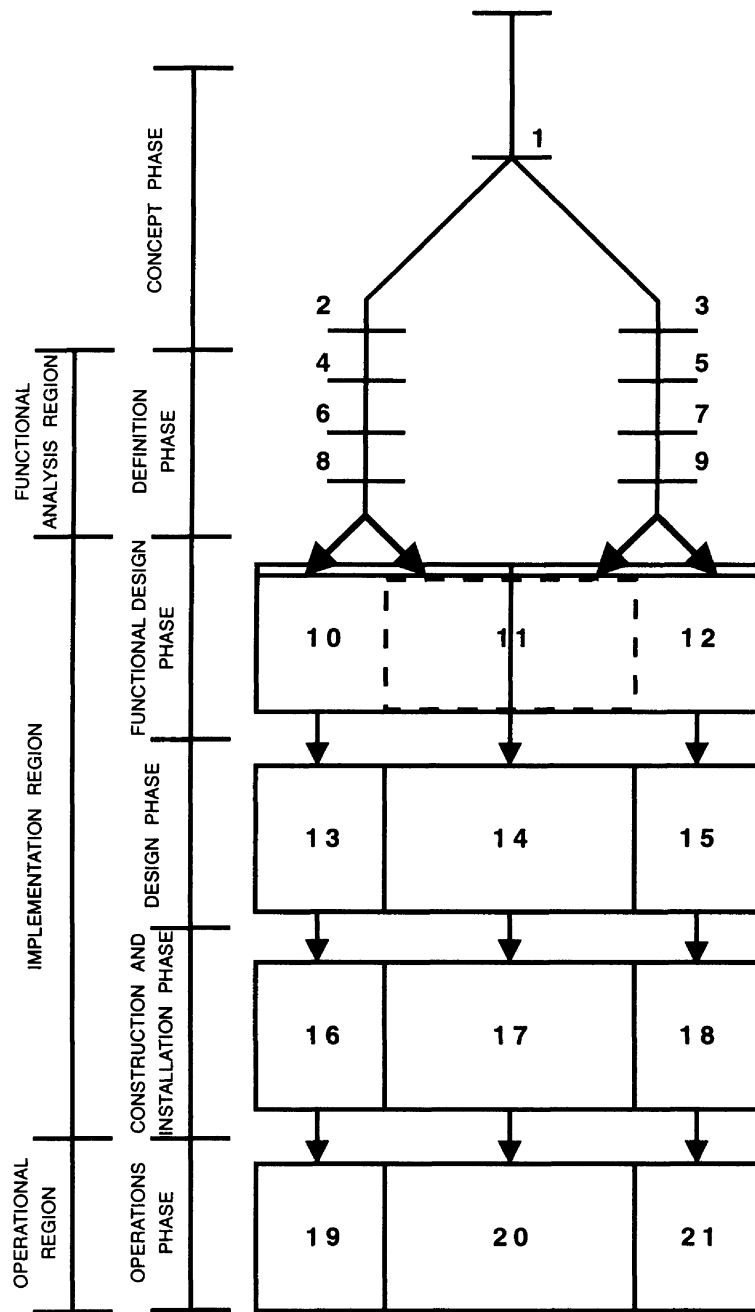 1
CONCEPT PHASE
2
3
4
5
6
7
8
9
FUNCTIONAL
ANALYSIS REGION
DEFINITION
PHASE
FUNCTIONAL DESIGN
PHASE
10
11
12
IMPLEMENTATION REGION
DESIGN PHASE
13
14
15
CONSTRUCTION AND
INSTALLATION PHASE
16
17
18
OPERATIONAL
REGION
OPERATIONS
PHASE
19
20
21